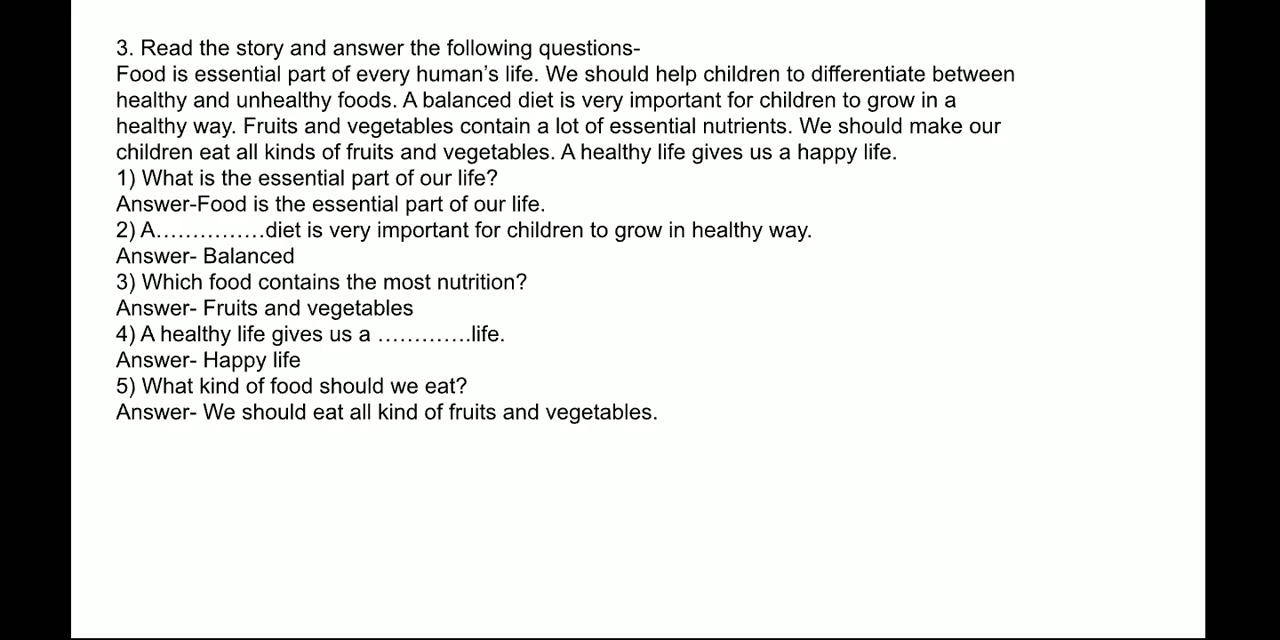 3. Read the story and answer the following questions-
Food is essential part of every human’s life. We should help children to differentiate between
healthy and unhealthy foods. A balanced diet is very important for children to grow in a
healthy way. Fruits and vegetables contain a lot of essential nutrients. We should make our
children eat all kinds of fruits and vegetables. A healthy life gives us a happy life.
1) What is the essential part of our life?
Answer-Food is the essential part of our life.
2) A……………diet is very important for children to grow in healthy way.
Answer- Balanced
3) Which food contains the most nutrition?
Answer- Fruits and vegetables
4) A healthy life gives us a ………….life.
Answer- Happy life
5) What kind of food should we eat?
Answer- We should eat all kind of fruits and vegetables.